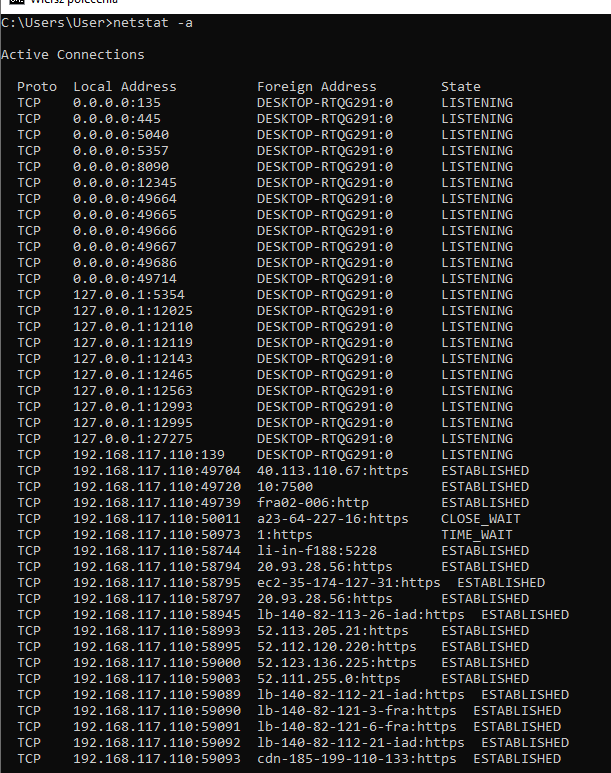 Wiersz polecenia
C:\Users\User>netstat -a
Active Connections
Proto  Local Address          Foreign Address        State
TCP    0.0.0.0:135            DESKTOP-RTQG291:0      LISTENING
TCP    0.0.0.0:445            DESKTOP-RTQG291:0      LISTENING
TCP    0.0.0.0:5040           DESKTOP-RTQG291:0      LISTENING
TCP    0.0.0.0:5357           DESKTOP-RTQG291:0      LISTENING
TCP    0.0.0.0:8090           DESKTOP-RTQG291:0      LISTENING
TCP    0.0.0.0:12345          DESKTOP-RTQG291:0      LISTENING
TCP    0.0.0.0:49664          DESKTOP-RTQG291:0      LISTENING
TCP    0.0.0.0:49665          DESKTOP-RTQG291:0      LISTENING
TCP    0.0.0.0:49666          DESKTOP-RTQG291:0      LISTENING
TCP    0.0.0.0:49667          DESKTOP-RTQG291:0      LISTENING
TCP    0.0.0.0:49686          DESKTOP-RTQG291:0      LISTENING
TCP    0.0.0.0:49714          DESKTOP-RTQG291:0      LISTENING
TCP    127.0.0.1:5354         DESKTOP-RTQG291:0      LISTENING
TCP    127.0.0.1:12025        DESKTOP-RTQG291:0      LISTENING
TCP    127.0.0.1:12110        DESKTOP-RTQG291:0      LISTENING
TCP    127.0.0.1:12119        DESKTOP-RTQG291:0      LISTENING
TCP    127.0.0.1:12143        DESKTOP-RTQG291:0      LISTENING
TCP    127.0.0.1:12465        DESKTOP-RTQG291:0      LISTENING
TCP    127.0.0.1:12563        DESKTOP-RTQG291:0      LISTENING
TCP    127.0.0.1:12993        DESKTOP-RTQG291:0      LISTENING
TCP    127.0.0.1:12995        DESKTOP-RTQG291:0      LISTENING
TCP    127.0.0.1:27275        DESKTOP-RTQG291:0      LISTENING
TCP    192.168.117.110:139    DESKTOP-RTQG291:0      LISTENING
TCP    192.168.117.110:49704  40.113.110.67:https    ESTABLISHED
TCP    192.168.117.110:49720  10:7500                ESTABLISHED
TCP    192.168.117.110:49739  fra02-006:http         ESTABLISHED
TCP    192.168.117.110:50011  a23-64-227-16:https    CLOSE_WAIT
TCP    192.168.117.110:50973  1:https                TIME_WAIT
TCP    192.168.117.110:58744  li-in-f188:5228        ESTABLISHED
TCP    192.168.117.110:58794  20.93.28.56:https      ESTABLISHED
TCP    192.168.117.110:58795  ec2-35-174-127-31:https  ESTABLISHED
TCP    192.168.117.110:58797  20.93.28.56:https      ESTABLISHED
TCP    192.168.117.110:58945  lb-140-82-113-26-iad:https  ESTABLISHED
TCP    192.168.117.110:58993  52.113.205.21:https    ESTABLISHED
TCP    192.168.117.110:58995  52.112.120.220:https   ESTABLISHED
TCP    192.168.117.110:59000  52.123.136.225:https   ESTABLISHED
TCP    192.168.117.110:59003  52.111.255.0:https     ESTABLISHED
TCP    192.168.117.110:59089  lb-140-82-112-21-iad:https  ESTABLISHED
TCP    192.168.117.110:59090  lb-140-82-121-3-fra:https  ESTABLISHED
TCP    192.168.117.110:59091  lb-140-82-121-6-fra:https  ESTABLISHED
TCP    192.168.117.110:59092  lb-140-82-112-21-iad:https  ESTABLISHED
TCP    192.168.117.110:59093  cdn-185-199-110-133:https  ESTABLISHED